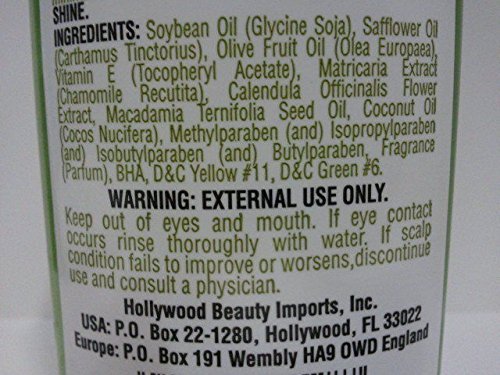 SHINE.
INGREDIENTS: Soybean Oil (Glycine Soja), Safflower Oil
(Carthamus Tinctorius), Olive Fruit Oil (Olea Europaea),
Vitamin E (Tocopheryl Acetate), Matricaria Extract
(Chamomile Recutita), Calendula Officinalis Flower
Extract, Macadamia Ternifolia Seed Oil, Coconut Oil
(Cocos Nucifera), Methylparaben (and) Isopropylparaben
(and) Isobutylparaben (and) Butylparaben, Fragrance
(Parfum), BHA, D&C Yellow #11, D&C Green #6.
WARNING: EXTERNAL USE ONLY.
Keep out of eyes and mouth. If eye contact
occurs rinse thoroughly with water. If scalp
condition fails to improve or worsens,discontinue
use and consult a physician.
Hollywood Beauty Imports, Inc.
USA: P.O. Box 22-1280, Hollywood, FL 33022
Europe: P.O. Box 191 Wembly HA9 OWD England